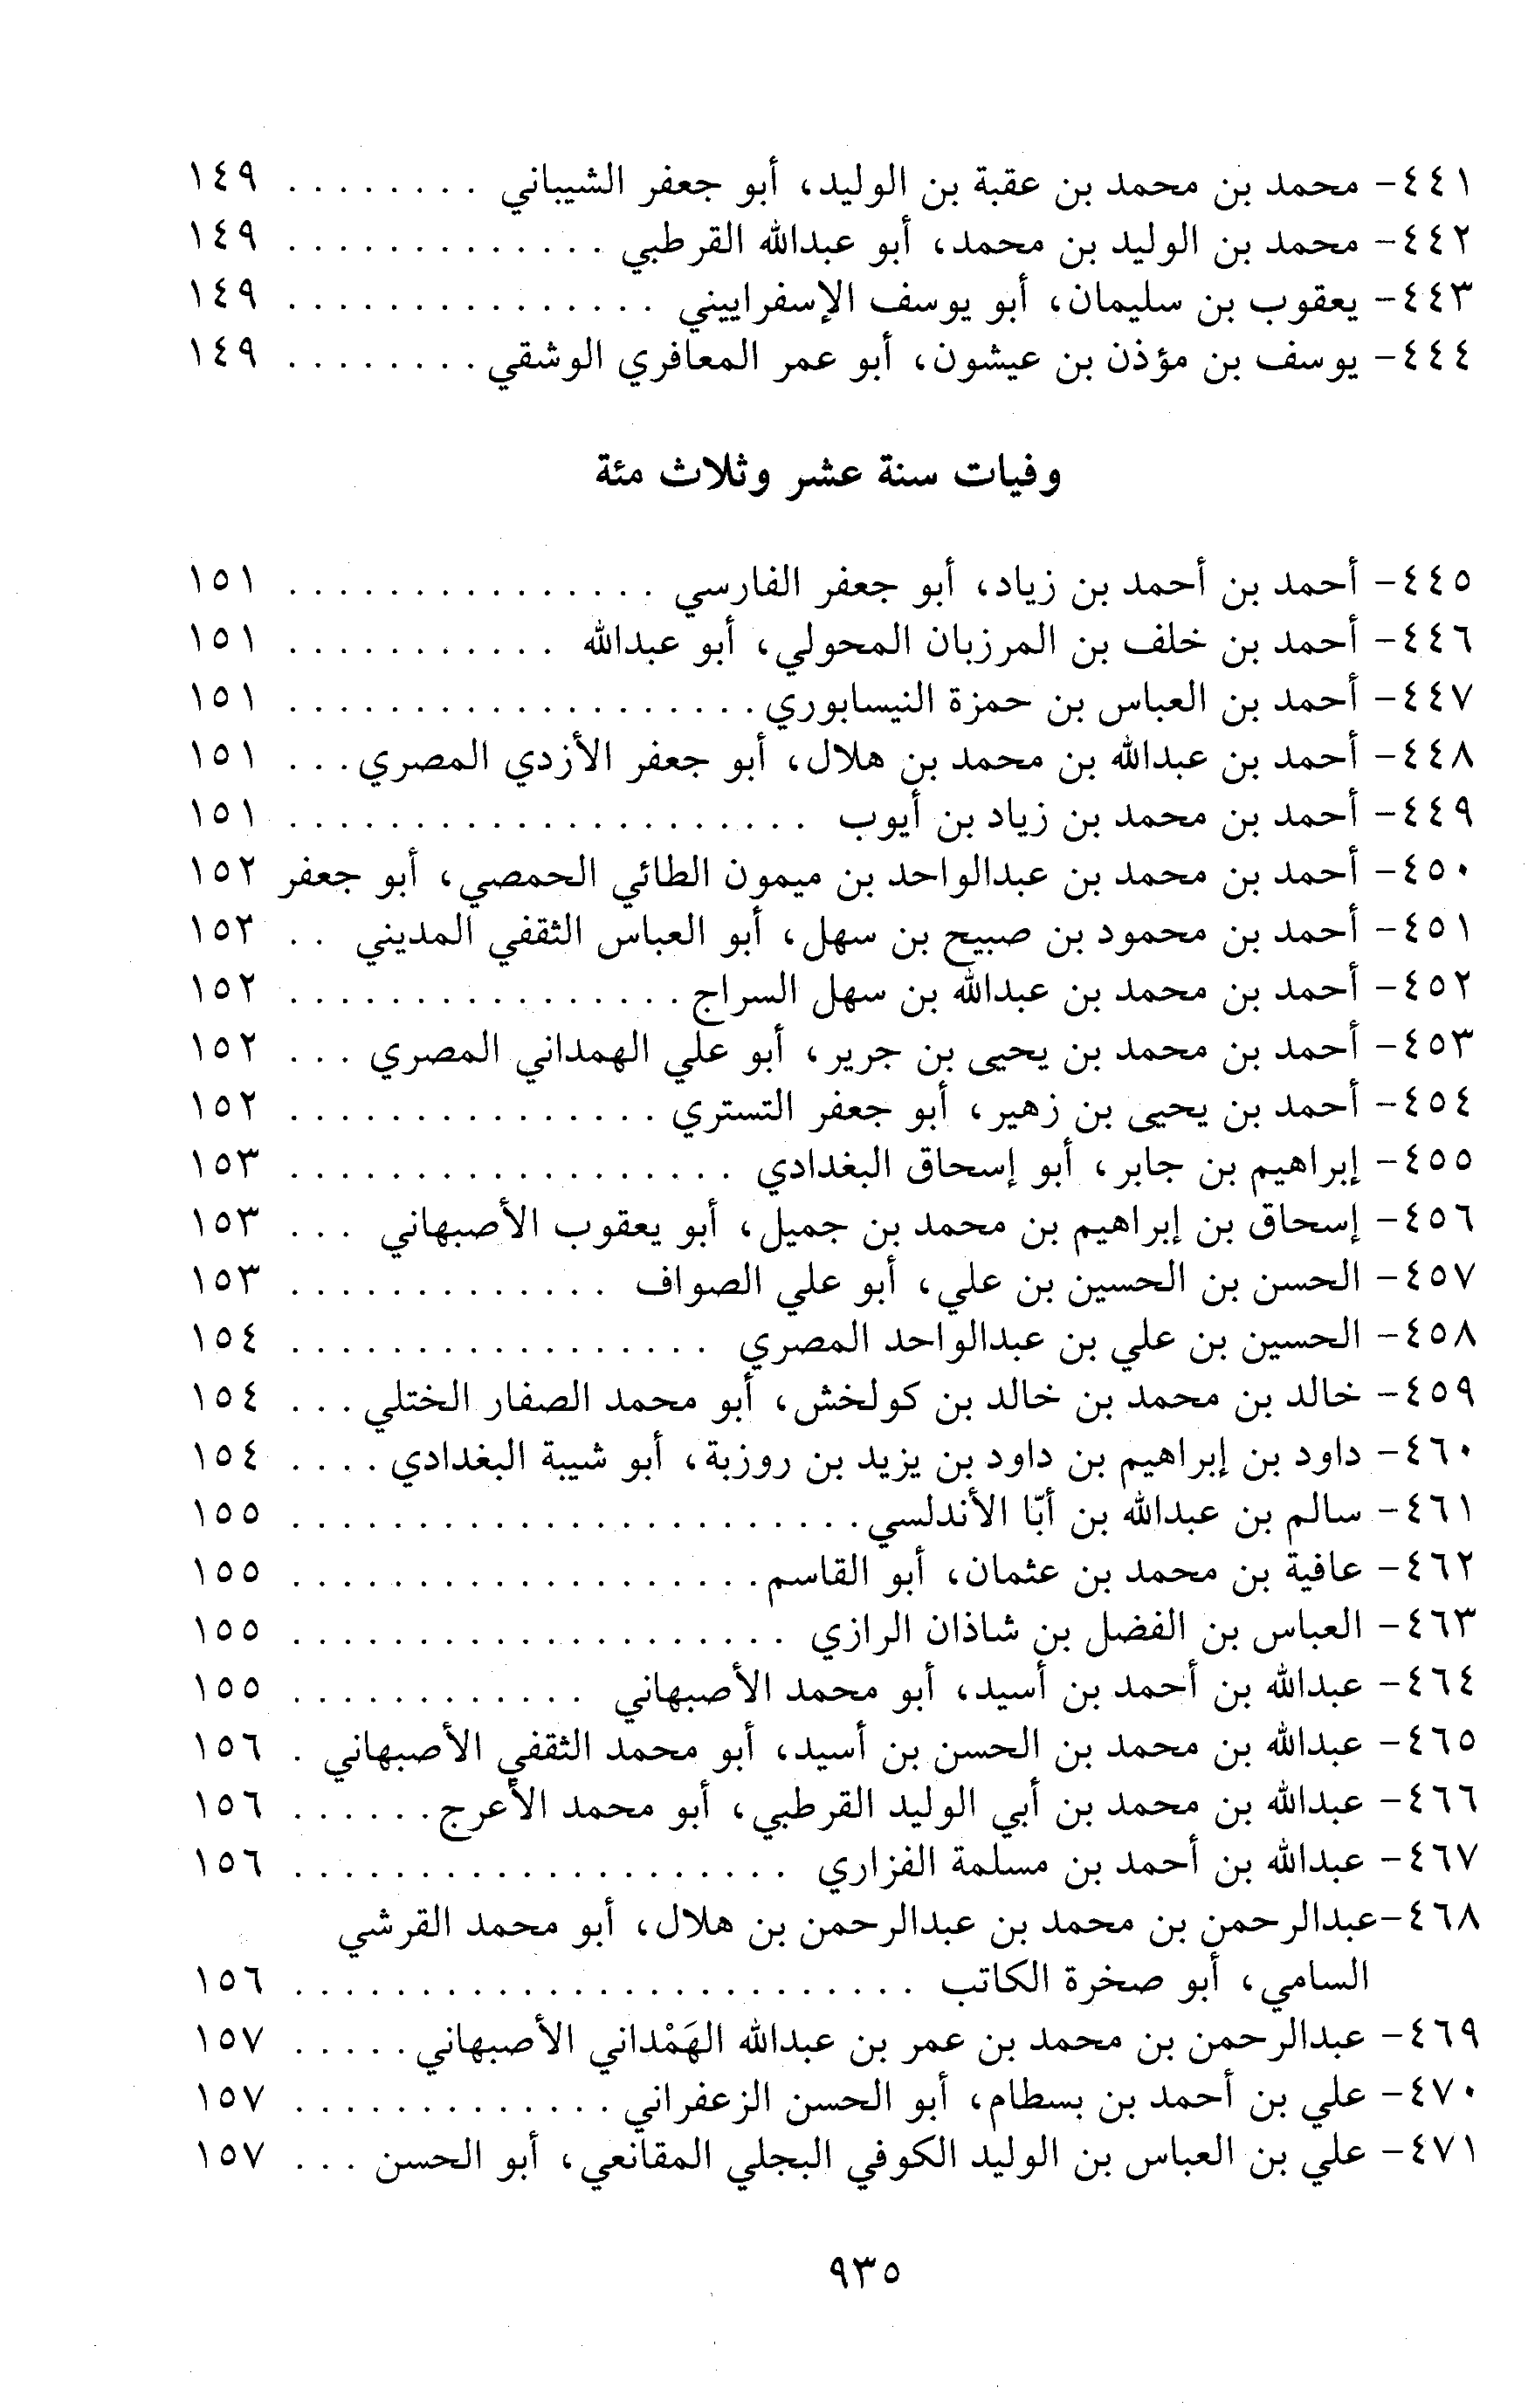 ٤٤١- محمد بن محمد بن عقبة بن الوليد، أبو جعفر الشيباني ........ ١٤٩
٤٤٢- محمد بن الوليد بن محمد، أبو عبدالله القرطبي ............. ١٤٩
٤٤٣- يعقوب بن سليمان، أبو يوسف الإسفراييني ............... ١٤٩
٤٤٤- يوسف بن مؤذن بن عيشون، أبو عمر المعافري الوشقي ........ ١٤٩
وفيات سنة عشر وثلاث مئة
٤٤٥- أحمد بن أحمد بن زياد، أبو جعفر الفارسي ............... ١٥١
٤٤٦- أحمد بن خلف بن المرزبان المحولي، أبو عبدالله ........... ١٥١
٤٤٧- أحمد بن العباس بن حمزة النيسابوري ................... ١٥١
٤٤٨- أحمد بن عبدالله بن محمد بن هلال، أبو جعفر الأزدي المصري ... ١٥١
٤٤٩- أحمد بن محمد بن زياد بن أيوب ..................... ١٥١
٤٥٠- أحمد بن محمد بن عبدالواحد بن ميمون الطائي الحمصي، أبو جعفر ١٥٢
٤٥١- أحمد بن محمود بن صبيح بن سهل، أبو العباس الثقفي المديني .. ١٥٢
٤٥٢- أحمد بن محمد بن عبدالله بن سهل السراج ................ ١٥٢
٤٥٣- أحمد بن محمد بن يحيى بن جرير، أبو علي الهمداني المصري ... ١٥٢
٤٥٤- أحمد بن يحيى بن زهير، أبو جعفر التستري ............... ١٥٢
٤٥٥- إبراهيم بن جابر، أبو إسحاق البغدادي .................. ١٥٣
٤٥٦- إسحاق بن إبراهيم بن محمد بن جميل، أبو يعقوب الأصبهاني ... ١٥٣
٤٥٧- الحسن بن الحسين بن علي، أبو علي الصواف ............. ١٥٣
٤٥٨- الحسين بن علي بن عبدالواحد المصري ................. ١٥٤
٤٥٩- خالد بن محمد بن خالد بن كولخش، أبو محمد الصفار الختلي ... ١٥٤
٤٦٠- داود بن إبراهيم بن داود بن يزيد بن روزبة، أبو شيبة البغدادي .... ١٥٤
٤٦١- سالم بن عبدالله بن أبّا الأندلسي ....................... ١٥٥
٤٦٢- عافية بن محمد بن عثمان، أبو القاسم ................... ١٥٥
٤٦٣- العباس بن الفضل بن شاذان الرازي .................... ١٥٥
٤٦٤- عبدالله بن أحمد بن أسيد، أبو محمد الأصبهاني ............ ١٥٥
٤٦٥- عبدالله بن محمد بن الحسن بن أسيد، أبو محمد الثقفي الأصبهاني . ١٥٦
٤٦٦- عبدالله بن محمد بن أبي الوليد القرطبي، أبو محمد الأعرج ...... ١٥٦
٤٦٧- عبدالله بن أحمد بن مسلمة الفزاري .................... ١٥٦
٤٦٨-عبدالرحمن بن محمد بن عبدالرحمن بن هلال، أبو محمد القرشي
السامي، أبو صخرة الكاتب ......................... ١٥٦
٤٦٩- عبدالرحمن بن محمد بن عمر بن عبدالله الهَمْداني الأصبهاني ..... ١٥٧
٤٧٠- علي بن أحمد بن بسطام، أبو الحسن الزعفراني ............. ١٥٧
٤٧١- علي بن العباس بن الوليد الكوفي البجلي المقانعي، أبو الحسن ... ١٥٧
٩٣٥